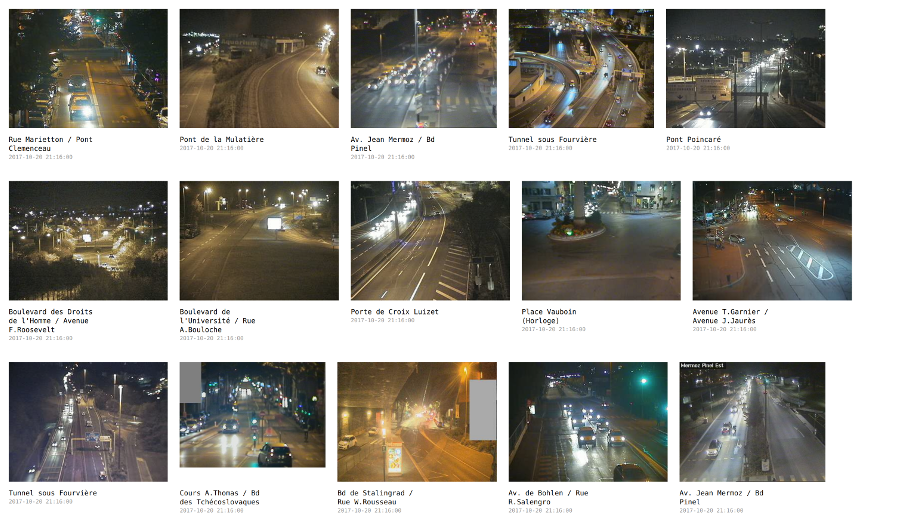 Rue Marietton / Pont
Clemenceau
2017-10-20 21:16:00
Pont de la Mulatière
2017-10-20 21:16:00
Av. Jean Mermoz / Bd
Pinel
2017-10-20 21:16:00
Tunnel sous Fourvière
2017-10-20 21:16:00
Pont Poincaré
2017-10-20 21:16:00
Boulevard des Droits
de l'Homme / Avenue
F.Roosevelt
2017-10-20 21:16:00
Boulevard de
l'Université / Rue
A.Bouloche
2017-10-20 21:16:00
Porte de Croix Luizet
2017-10-20 21:16:00
Place Vauboin
(Horloge)
2017-10-20 21:16:00
Avenue T.Garnier /
Avenue J.Jaurès
2017-10-20 21:16:00
Mermoz Pinel Est
Tunnel sous Fourvière
2017-10-20 21:16:00
Cours A.Thomas / Bd
des Tchécoslovaques
2017-10-20 21:16:00
Bd de Stalingrad /
Rue W.Rousseau
2017-10-20 21:16:00
Av. de Bohlen / Rue
R.Salengro
2017-10-20 21:16:00
Av. Jean Mermoz / Bd
Pinel
2017-10-20 21:16:00